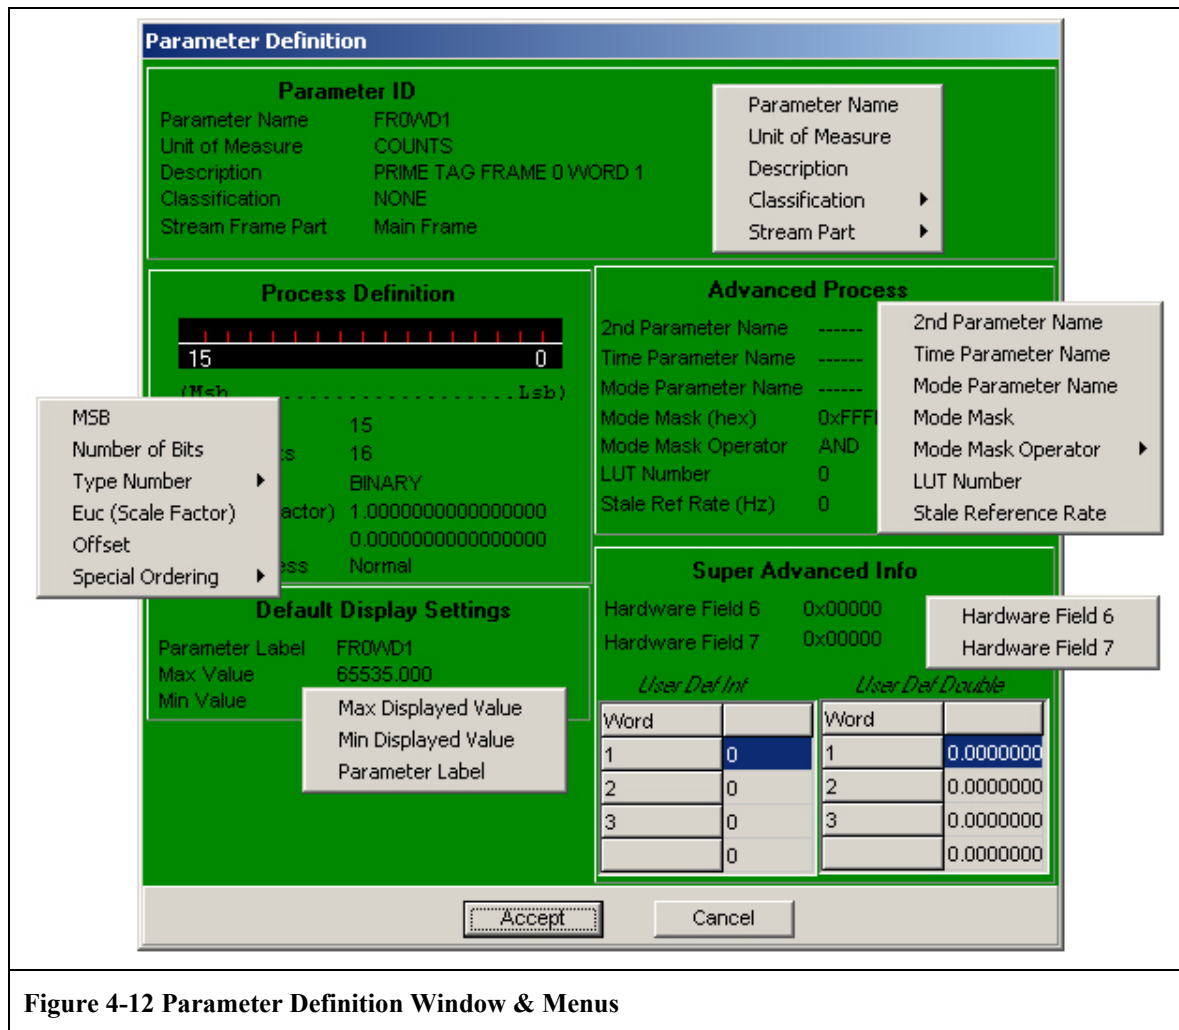 Parameter Definition
Parameter ID
Parameter Name FR0WD1
Unit of Measure COUNTS
Description PRIME TAG FRAME 0 WORD 1
Classification NONE
Stream Frame Part Main Frame
Parameter Name
Unit of Measure
Description
Classification
Stream Part
Process Definition
15 0
(Msb..................Lsb)
15
16
BINARY
actor) 1.0000000000000000
0.0000000000000000
ess Normal
MSB
Number of Bits
Type Number
Euc (Scale Factor)
Offset
Special Ordering
Advanced Process
2nd Parameter Name ------
Time Parameter Name ------
Mode Parameter Name ------
Mode Mask (hex) 0xFFF
Mode Mask Operator AND
LUT Number 0
Stale Ref Rate (Hz) 0
2nd Parameter Name
Time Parameter Name
Mode Parameter Name
Mode Mask
Mode Mask Operator
LUT Number
Stale Reference Rate
Default Display Settings
Parameter Label FR0WD1
Max Value 65535.000
Min Value
Max Displayed Value
Min Displayed Value
Parameter Label
Super Advanced Info
Hardware Field 6 0x00000
Hardware Field 7 0x00000
Hardware Field 6
Hardware Field 7
User Def Int
Word
1 0
2 0
3 0
0
User Def Double
Word
1 0.0000000
2 0.0000000
3 0.0000000
0.0000000
Accept Cancel
Figure 4-12 Parameter Definition Window & Menus